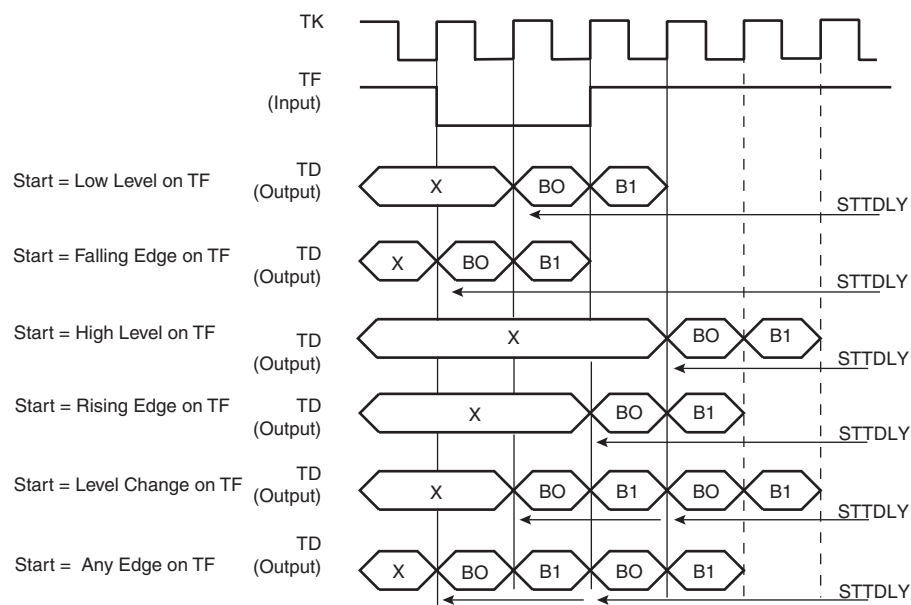 TK
TF
(Input)
Start = Low Level on TF
TD
(Output)
X
BO
B1
STTDLY
Start = Falling Edge on TF
TD
(Output)
X
BO
B1
STTDLY
Start = High Level on TF
TD
(Output)
X
BO
B1
STTDLY
Start = Rising Edge on TF
TD
(Output)
X
BO
B1
STTDLY
Start = Level Change on TF
TD
(Output)
X
BO
B1
BO
B1
STTDLY
Start = Any Edge on TF
TD
(Output)
X
BO
B1
BO
B1
STTDLY